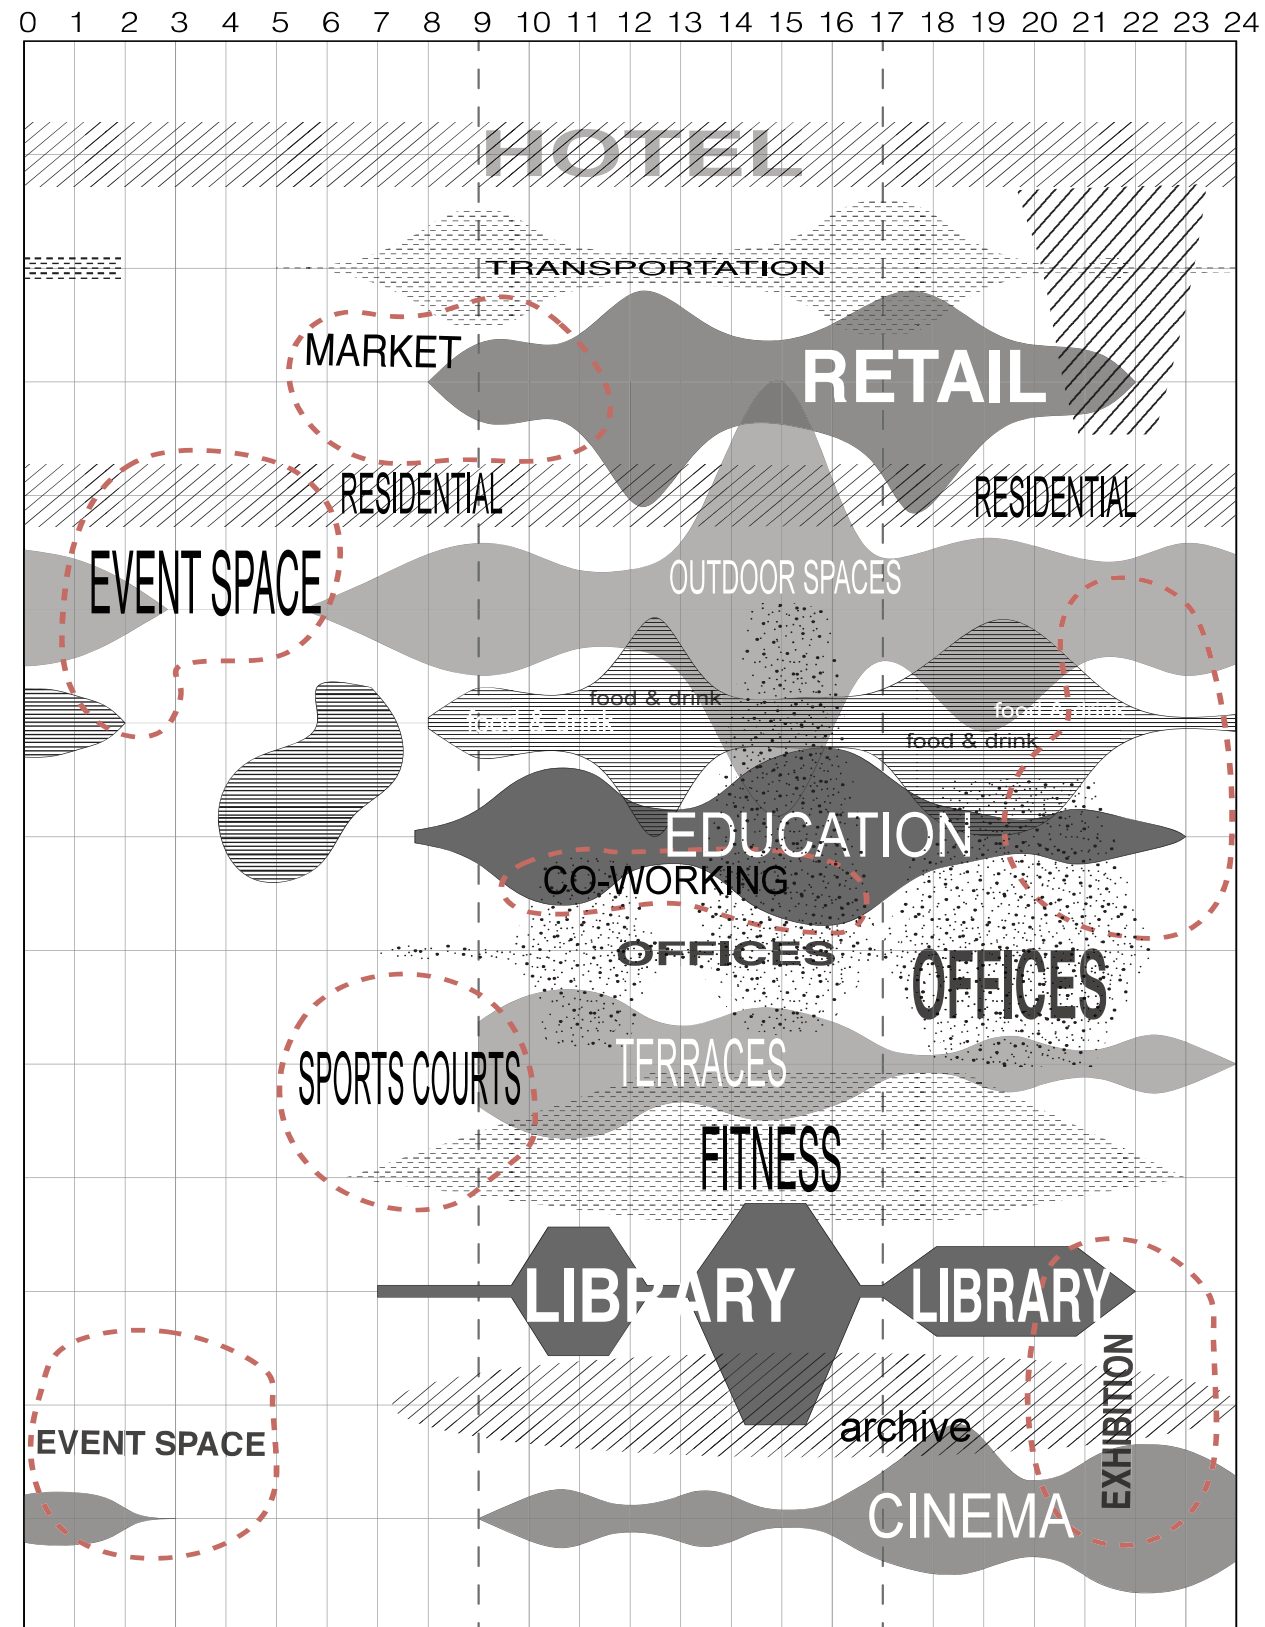 0 1 2 3 4 5 6 7 8 9 10 11 12 13 14 15 16 17 18 19 20 21 22 23 24
HOTEL
TRANSPORTATION
MARKET
RETAIL
RESIDENTIAL
RESIDENTIAL
EVENT SPACE
OUTDOOR SPACES
food & drink
food & drink
food & drink
food & drink
EDUCATION
CO-WORKING
OFFICES
OFFICES
SPORTS COURTS
TERRACES
FITNESS
LIBRARY
LIBRARY
EXHIBITION
archive
EVENT SPACE
CINEMA